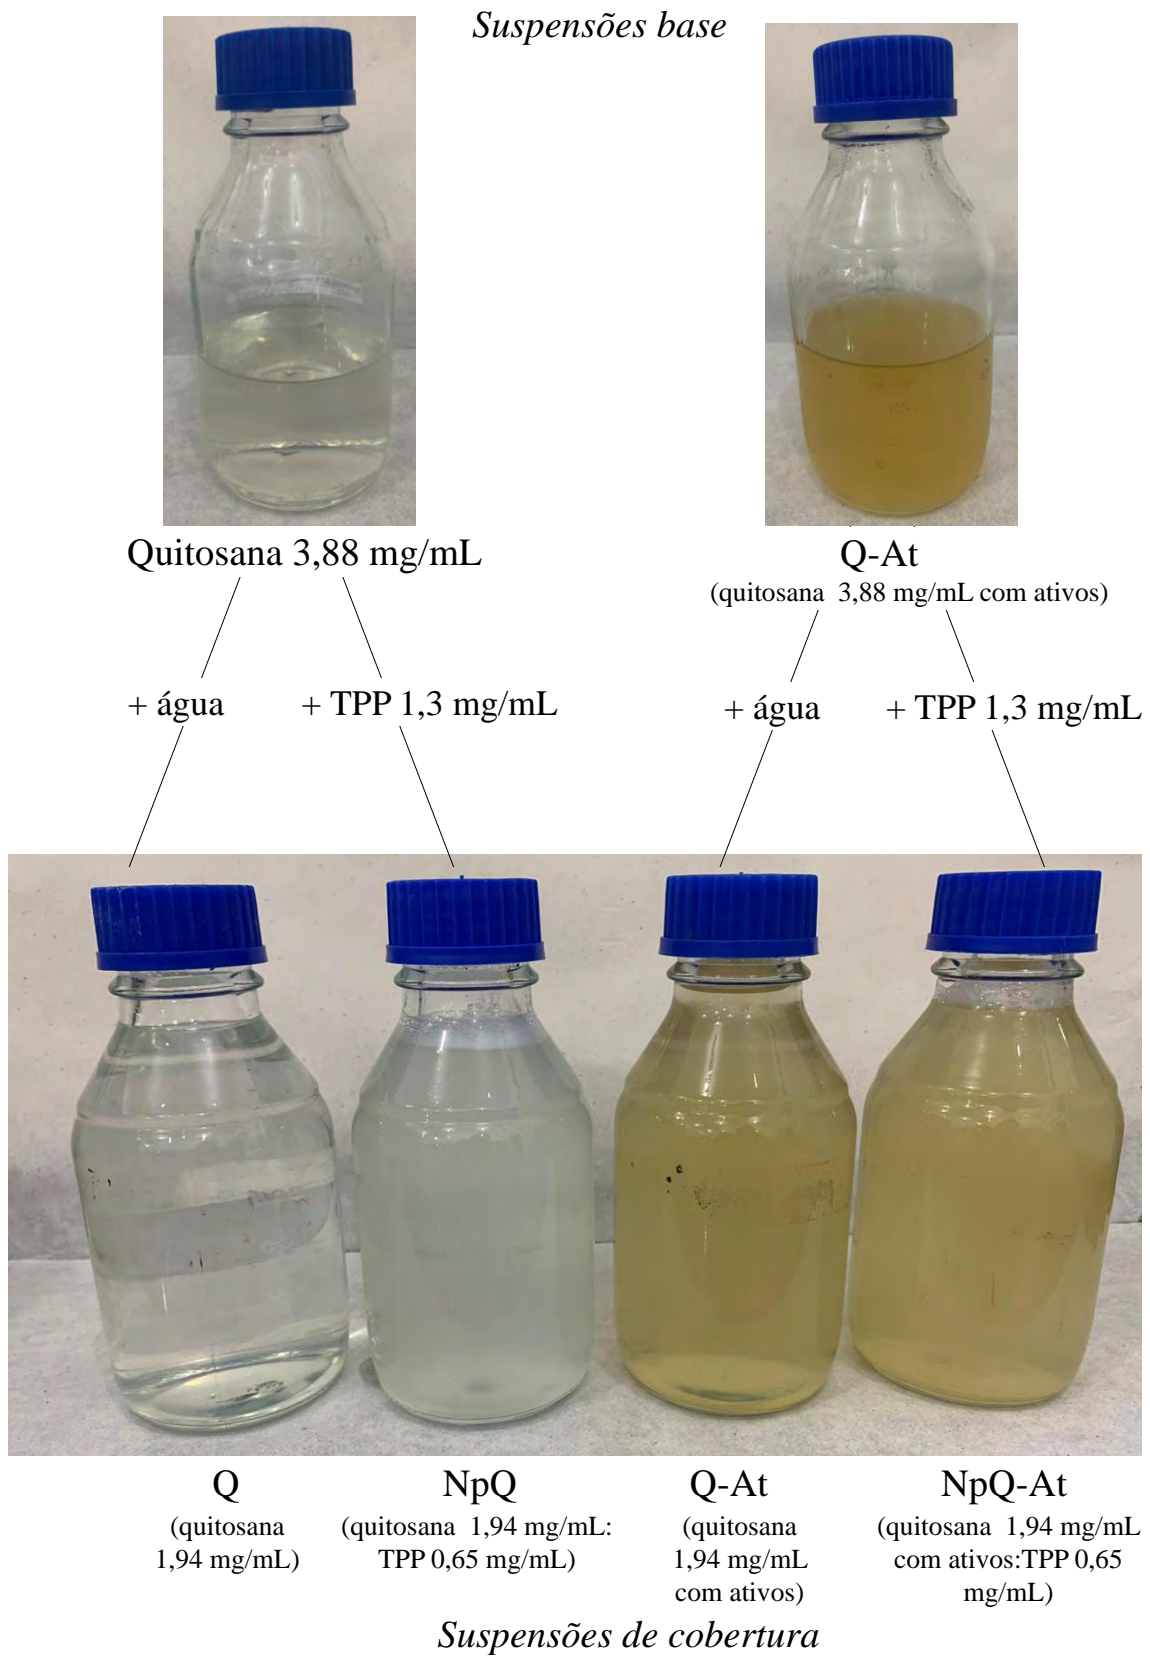 Suspensões base
Quitosana 3,88 mg/mL
Q-At
(quitosana 3,88 mg/mL com ativos)
+ água
+ TPP 1,3 mg/mL
+ água
+ TPP 1,3 mg/mL
Q
(quitosana
1,94 mg/mL)
NpQ
(quitosana 1,94 mg/mL:
TPP 0,65 mg/mL)
Q-At
(quitosana
1,94 mg/mL
com ativos)
NpQ-At
(quitosana 1,94 mg/mL
com ativos:TPP 0,65
mg/mL)
Suspensões de cobertura